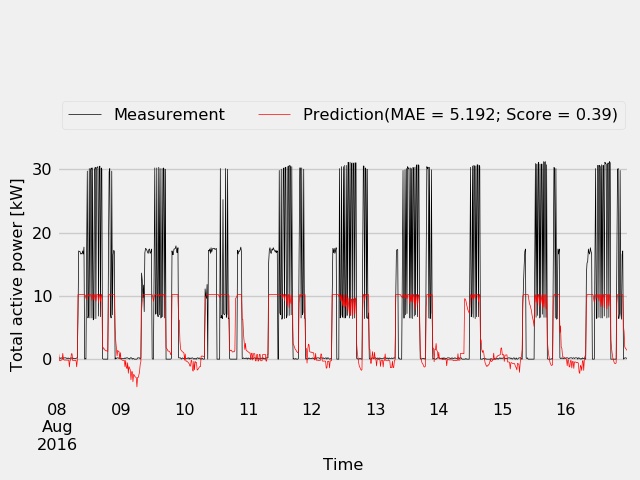 Measurement
Prediction(MAE = 5.192; Score = 0.39)
Total active power [kW]
30
20
10
0
08 09 10 11 12 13 14 15 16
Aug
2016
Time